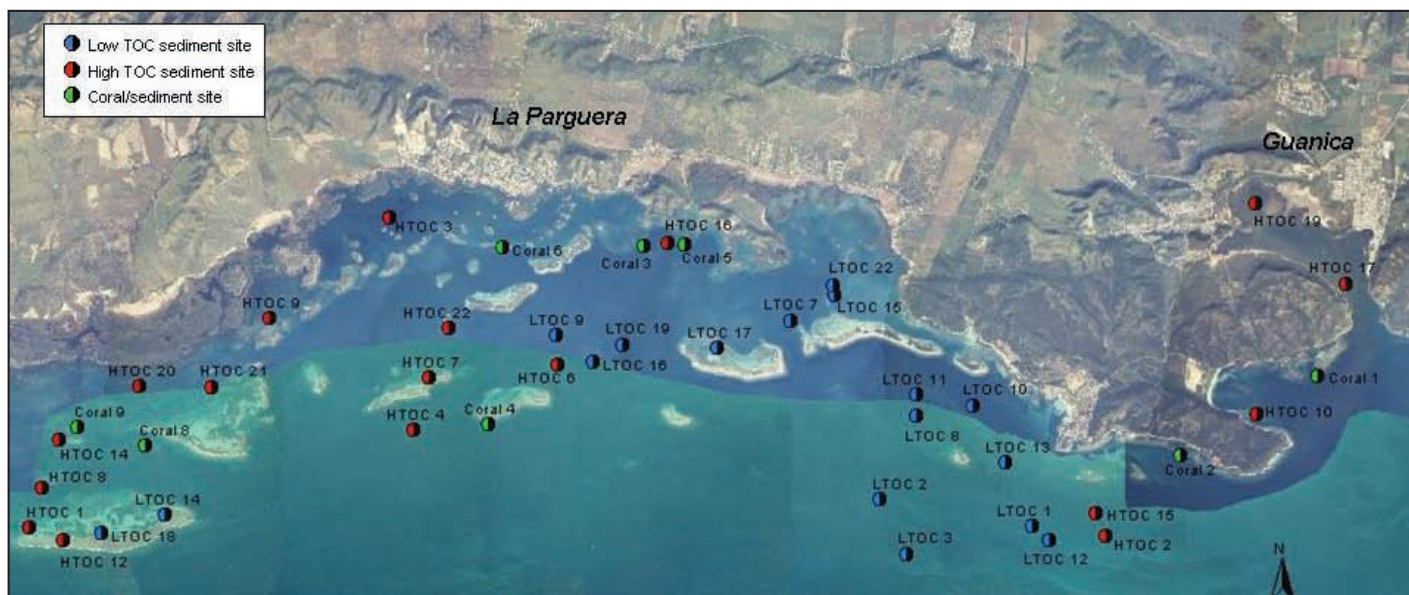 Low TOC sediment site
High TOC sediment site
Coral/sediment site
La Parguera
Guanica
HTOC 19
HTOC 3
HTOC 16
Coral 6
Coral 3
Coral 5
LTOC 22
HTOC 17
HTOC 9
HTOC 22
LTOC 9
LTOC 19
LTOC 17
LTOC 7
LTOC 15
HTOC 20
HTOC 21
HTOC 7
HTOC 6
LTOC 16
LTOC 11
LTOC 10
Coral 1
Coral 9
HTOC 4
Coral 4
LTOC 8
HTOC 10
HTOC 14
Coral 8
LTOC 13
Coral 2
HTOC 8
LTOC 14
LTOC 2
HTOC 1
LTOC 18
LTOC 1
HTOC 15
HTOC 12
LTOC 3
LTOC 12
HTOC 2
N